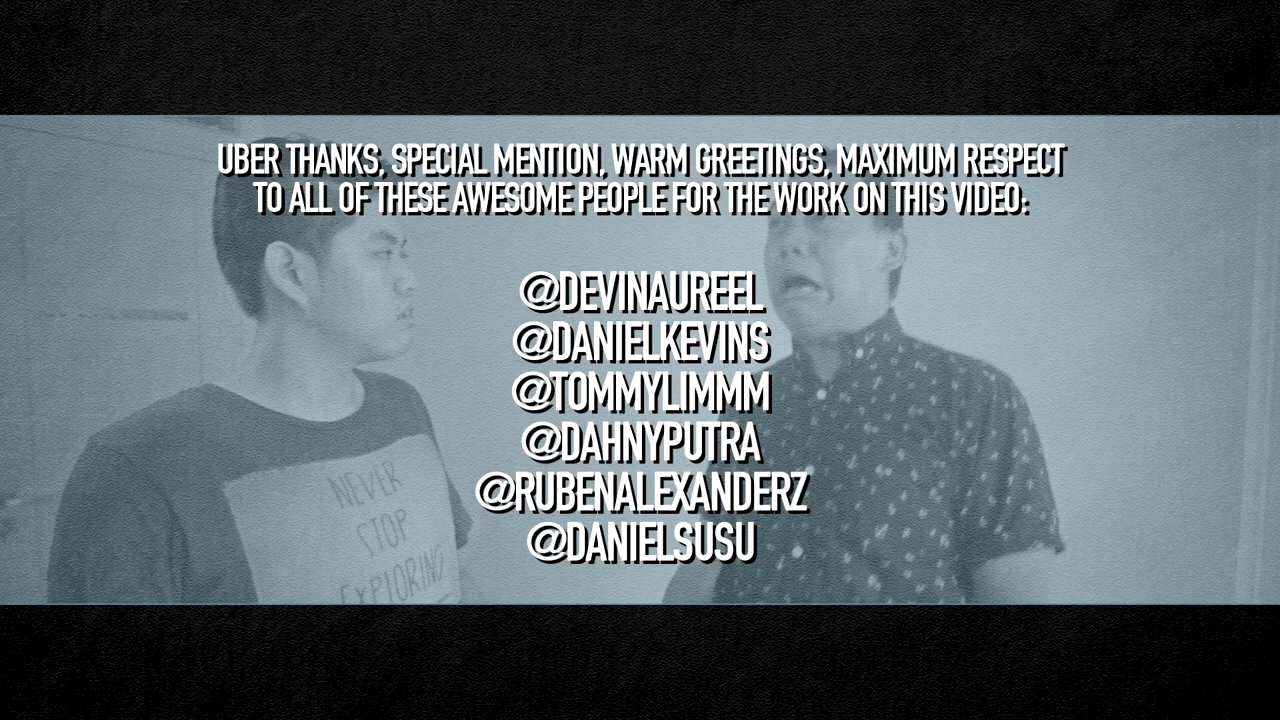 UBER THANKS, SPECIAL MENTION, WARM GREETINGS, MAXIMUM RESPECT
TO ALL OF THESE AWESOME PEOPLE FOR THE WORK ON THIS VIDEO:
@DEVINAUREEL
@DANIELKEVINS
@TOMMYLIMMM
@DAHNYPUTRA
@RUBENALEXANDERZ
@DANIELSUSU
NEVER
STOP
EXPLORING